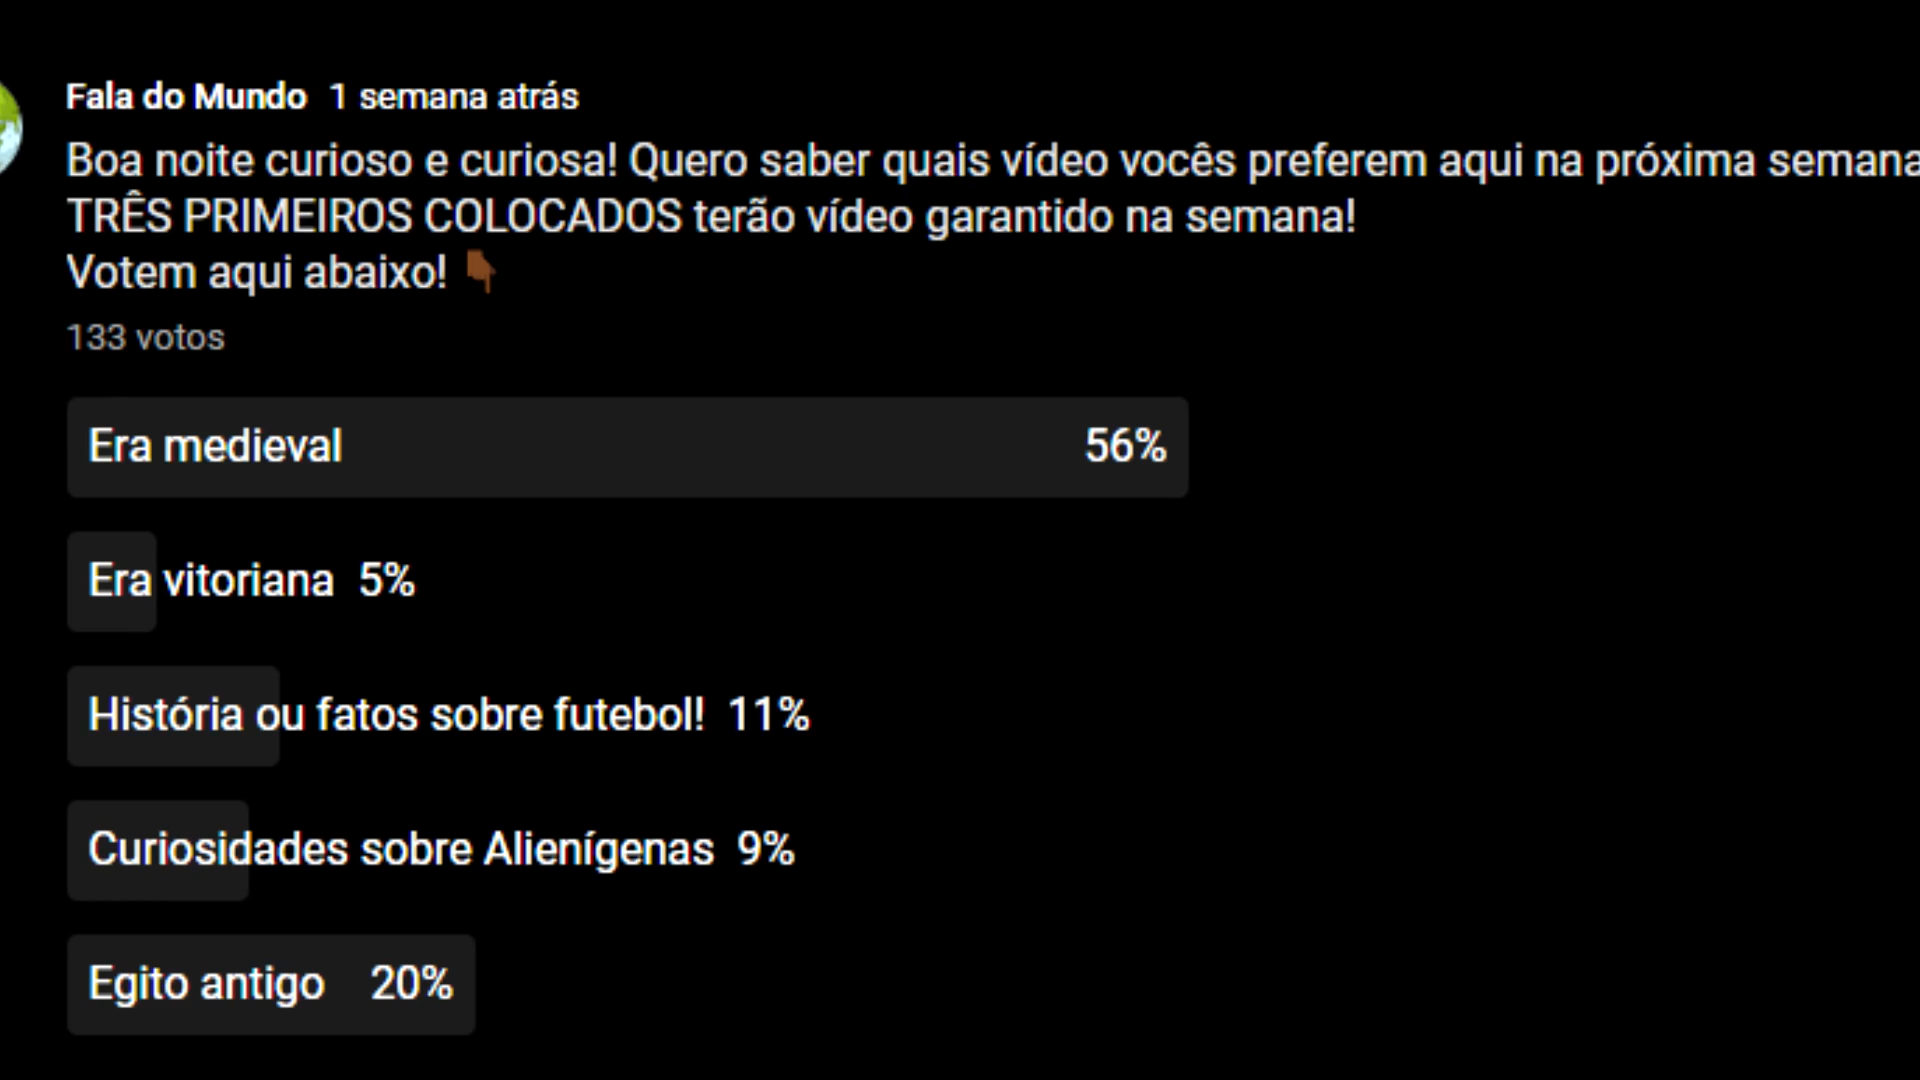 Fala do Mundo 1 semana atrás
Boa noite curioso e curiosa! Quero saber quais vídeo vocês preferem aqui na próxima semana
TRÊS PRIMEIROS COLOCADOS terão vídeo garantido na semana!
Votem aqui abaixo! 👇🏾
133 votos
Era medieval 56%
Era vitoriana 5%
História ou fatos sobre futebol! 11%
Curiosidades sobre Alienígenas 9%
Egito antigo 20%